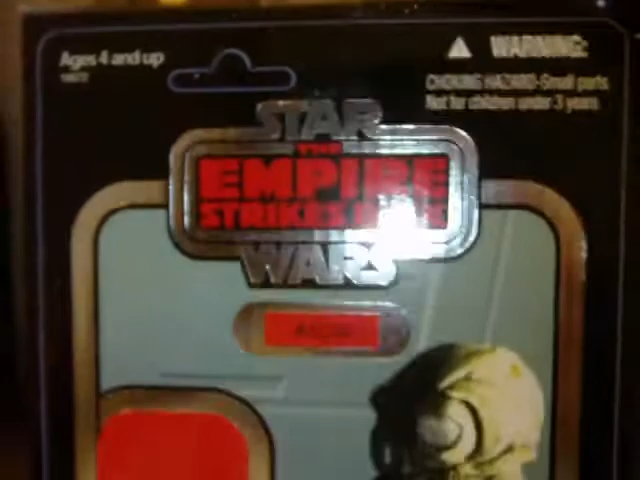 Ages 4 and up
WARNING:
CHOKING HAZARD-Small parts.
Not for children under 3 years.
STAR
THE
EMPIRE
STRIKES
WARS